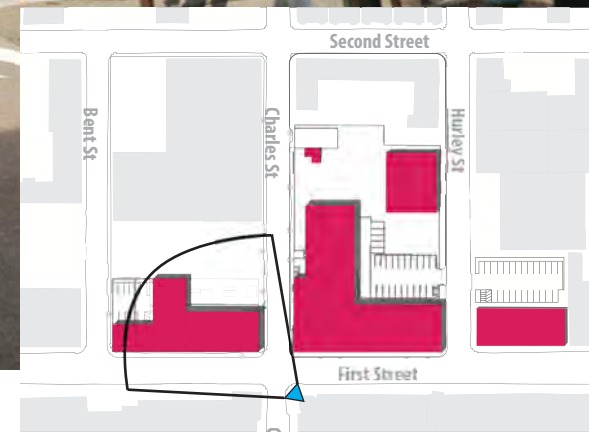 Second Street
Bent St
Charles St
Hurley St
First Street